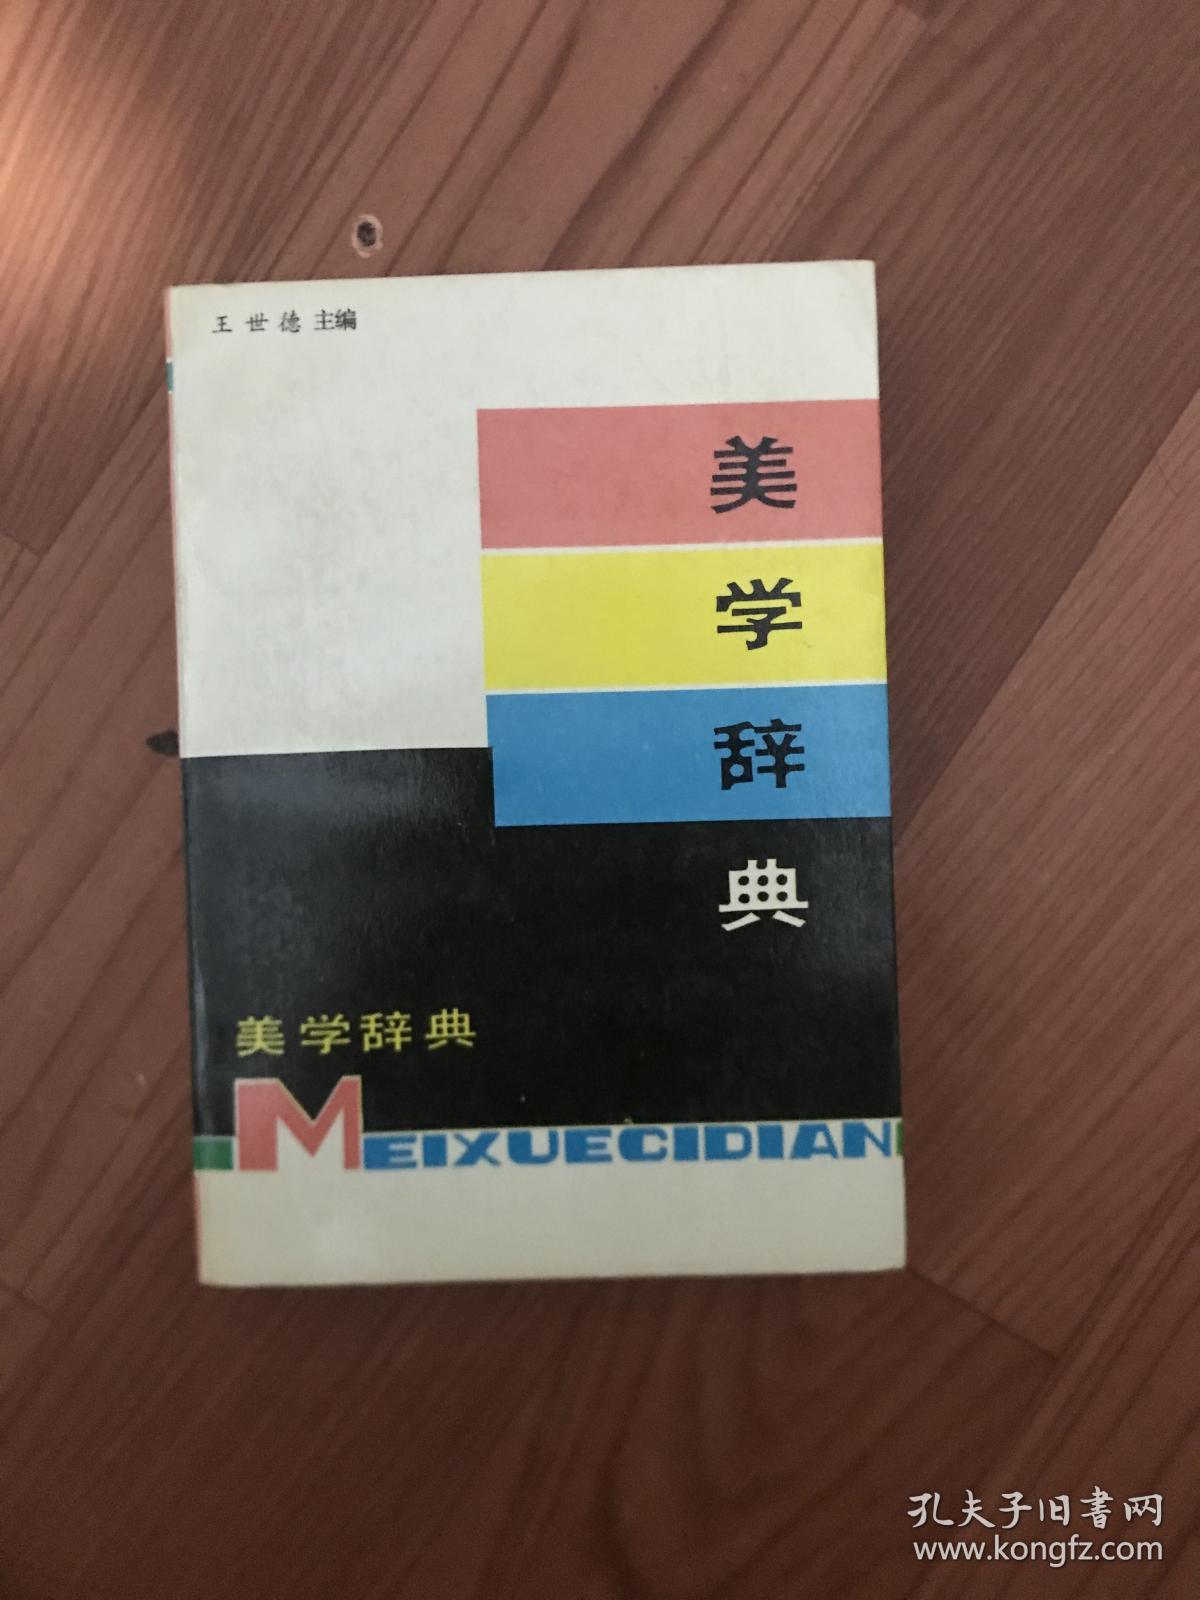 王世德 主编
美
学
辞
典
美学辞典
MEIXUECIDIAN
孔夫子旧书网
www.kongfz.com